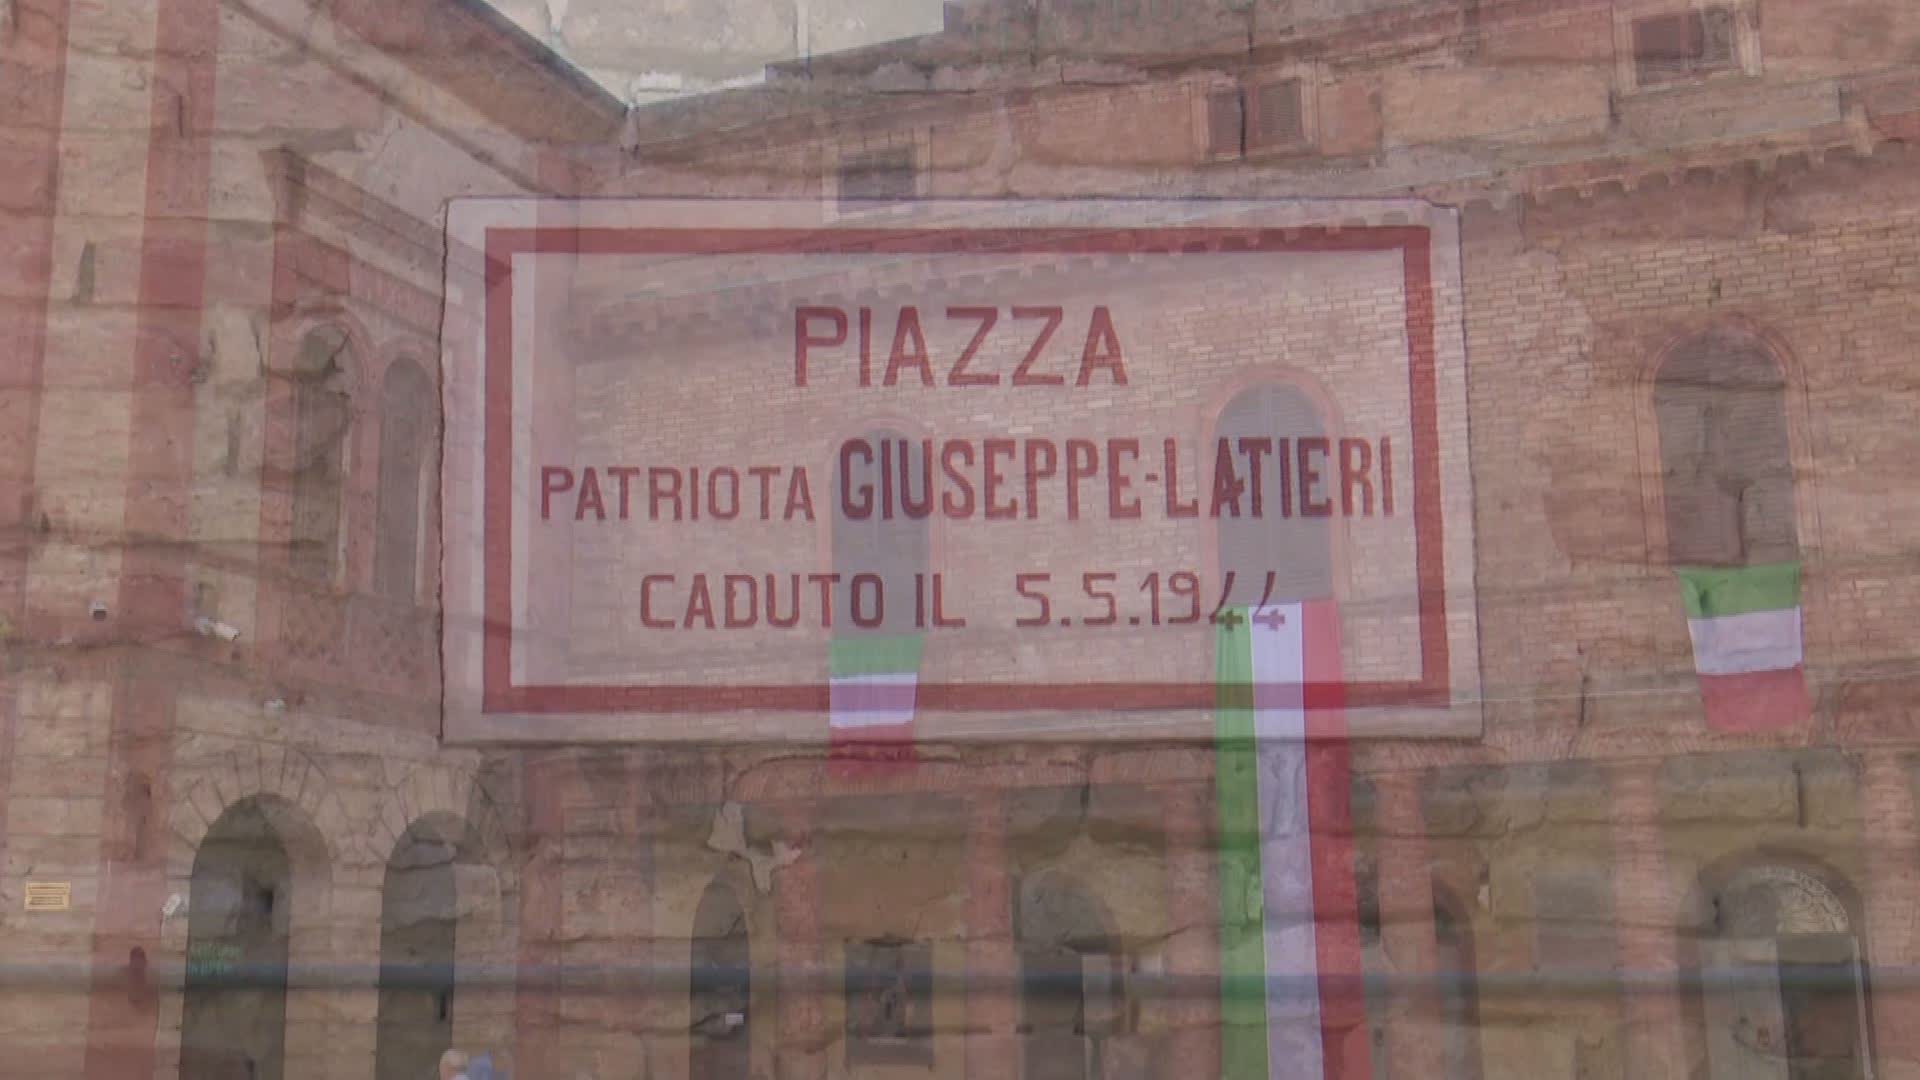 PIAZZA
PATRIOTA GIUSEPPE-LATIERI
CADUTO IL 5.5.1944